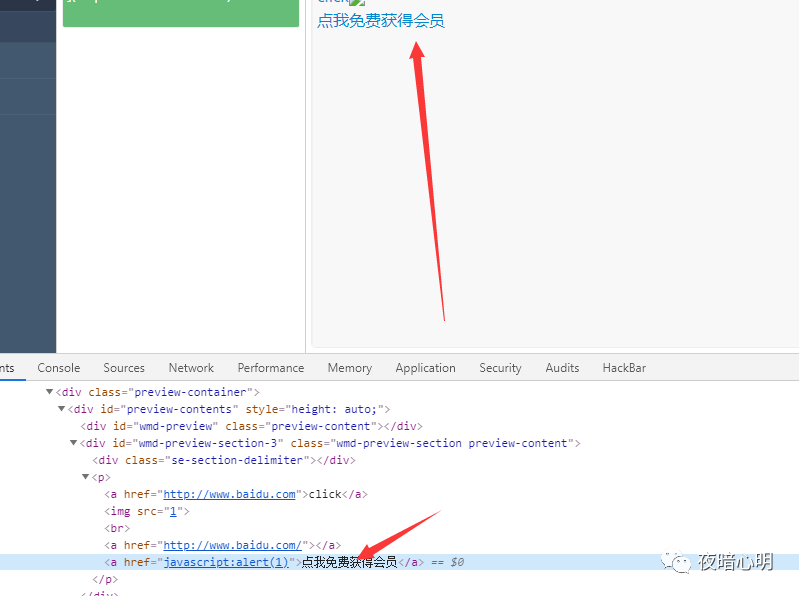 click
点我免费获得会员
nts Console Sources Network Performance Memory Application Security Audits HackBar
▼<div class="preview-container">
▼<div id="preview-contents" style="height: auto;">
<div id="wmd-preview" class="preview-content"></div>
▼<div id="wmd-preview-section-3" class="wmd-preview-section preview-content">
<div class="se-section-delimiter"></div>
▼<p>
<a href="http://www.baidu.com">click</a>
<img src="1">
<br>
<a href="http://www.baidu.com/"></a>
<a href="javascript:alert(1)">点我免费获得会员</a> == $0
</p>
</div>
夜暗心明